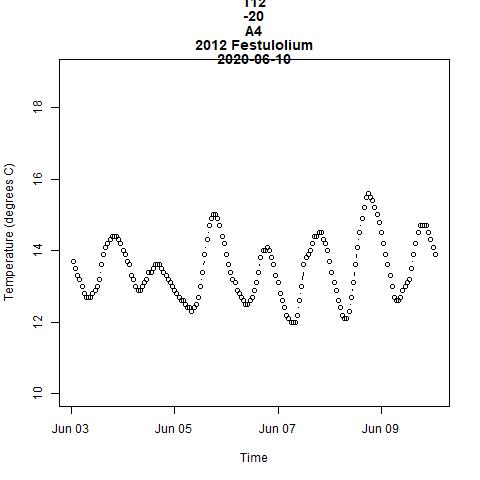 T12
-20
A4
2012 Festulolium
2020-06-10
Temperature (degrees C)
18
16
14
12
10
Jun 03 Jun 05 Jun 07 Jun 09
Time